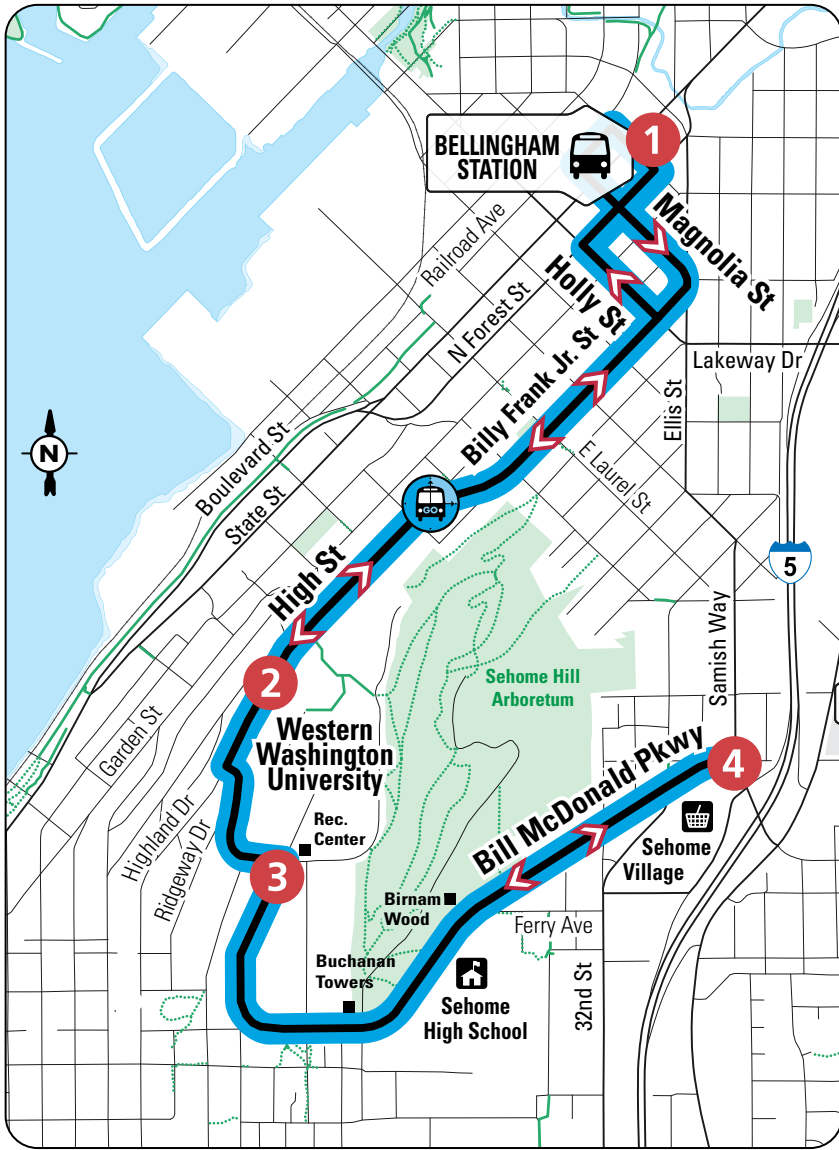 BELLINGHAM
STATION
1
Magnolia St
Railroad Ave
Holly St
N Forest St
Billy Frank Jr. St
Lakeway Dr
Ellis St
E Laurel St
N
Boulevard St
State St
GO
5
High St
Samish Way
2
Sehome Hill
Arboretum
Garden St
Western
Washington
University
4
Bill McDonald Pkwy
Highland Dr
Ridgeway Dr
Rec.
Center
Sehome
Village
3
Birnam
Wood
Ferry Ave
Buchanan
Towers
32nd St
Sehome
High School